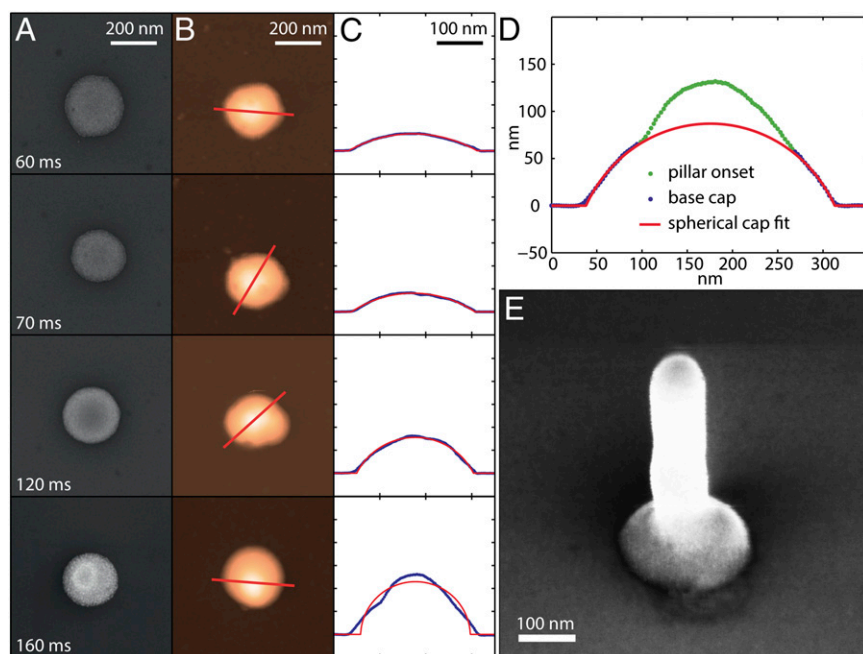 A
200 nm
60 ms
70 ms
120 ms
160 ms
B
200 nm
C
100 nm
D
150
100
nm
50
0
−50
pillar onset
base cap
spherical cap fit
0 50 100 150 200 250 300
nm
E
100 nm